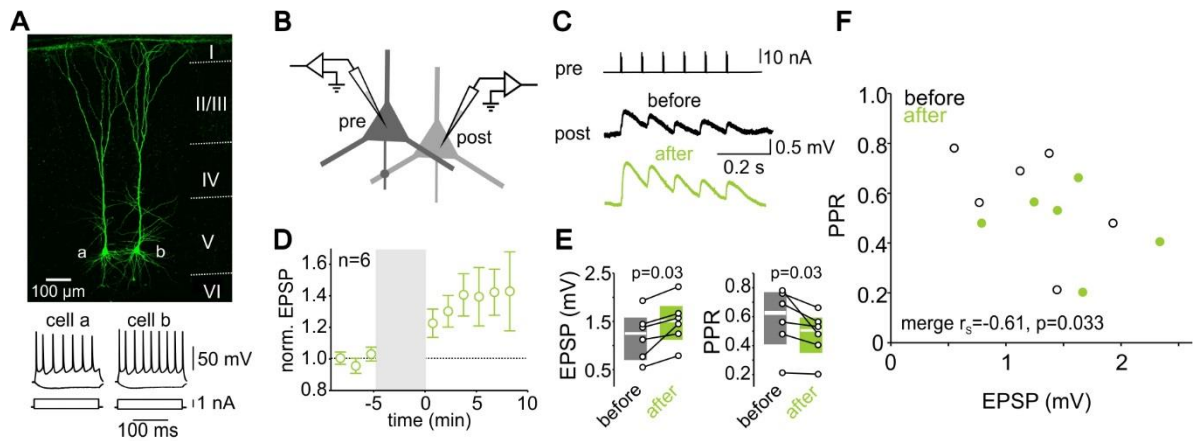 A
I
II/III
IV
V
VI
a
b
100 µm
cell a
cell b
50 mV
1 nA
100 ms
B
pre
post
C
pre
10 nA
before
post
0.5 mV
after
0.2 s
D
n=6
norm. EPSP
1.6
1.4
1.2
1.0
0.8
-5
0
5
10
time (min)
E
p=0.03
EPSP (mV)
2.5
1.5
0.5
before
after
p=0.03
PPR
0.8
0.6
0.4
0.2
before
after
F
before
after
PPR
1.0
0.8
0.6
0.4
0.2
0
merge rs=-0.61, p=0.033
0
1
2
EPSP (mV)